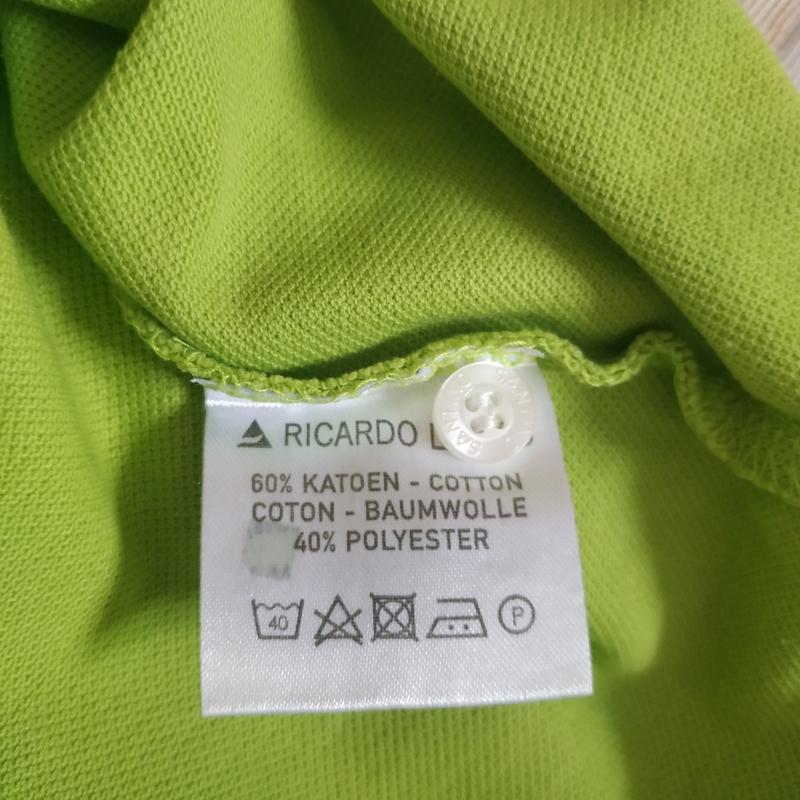 RICARDO
60% KATOEN - COTTON
COTON - BAUMWOLLE
40% POLYESTER
40
P